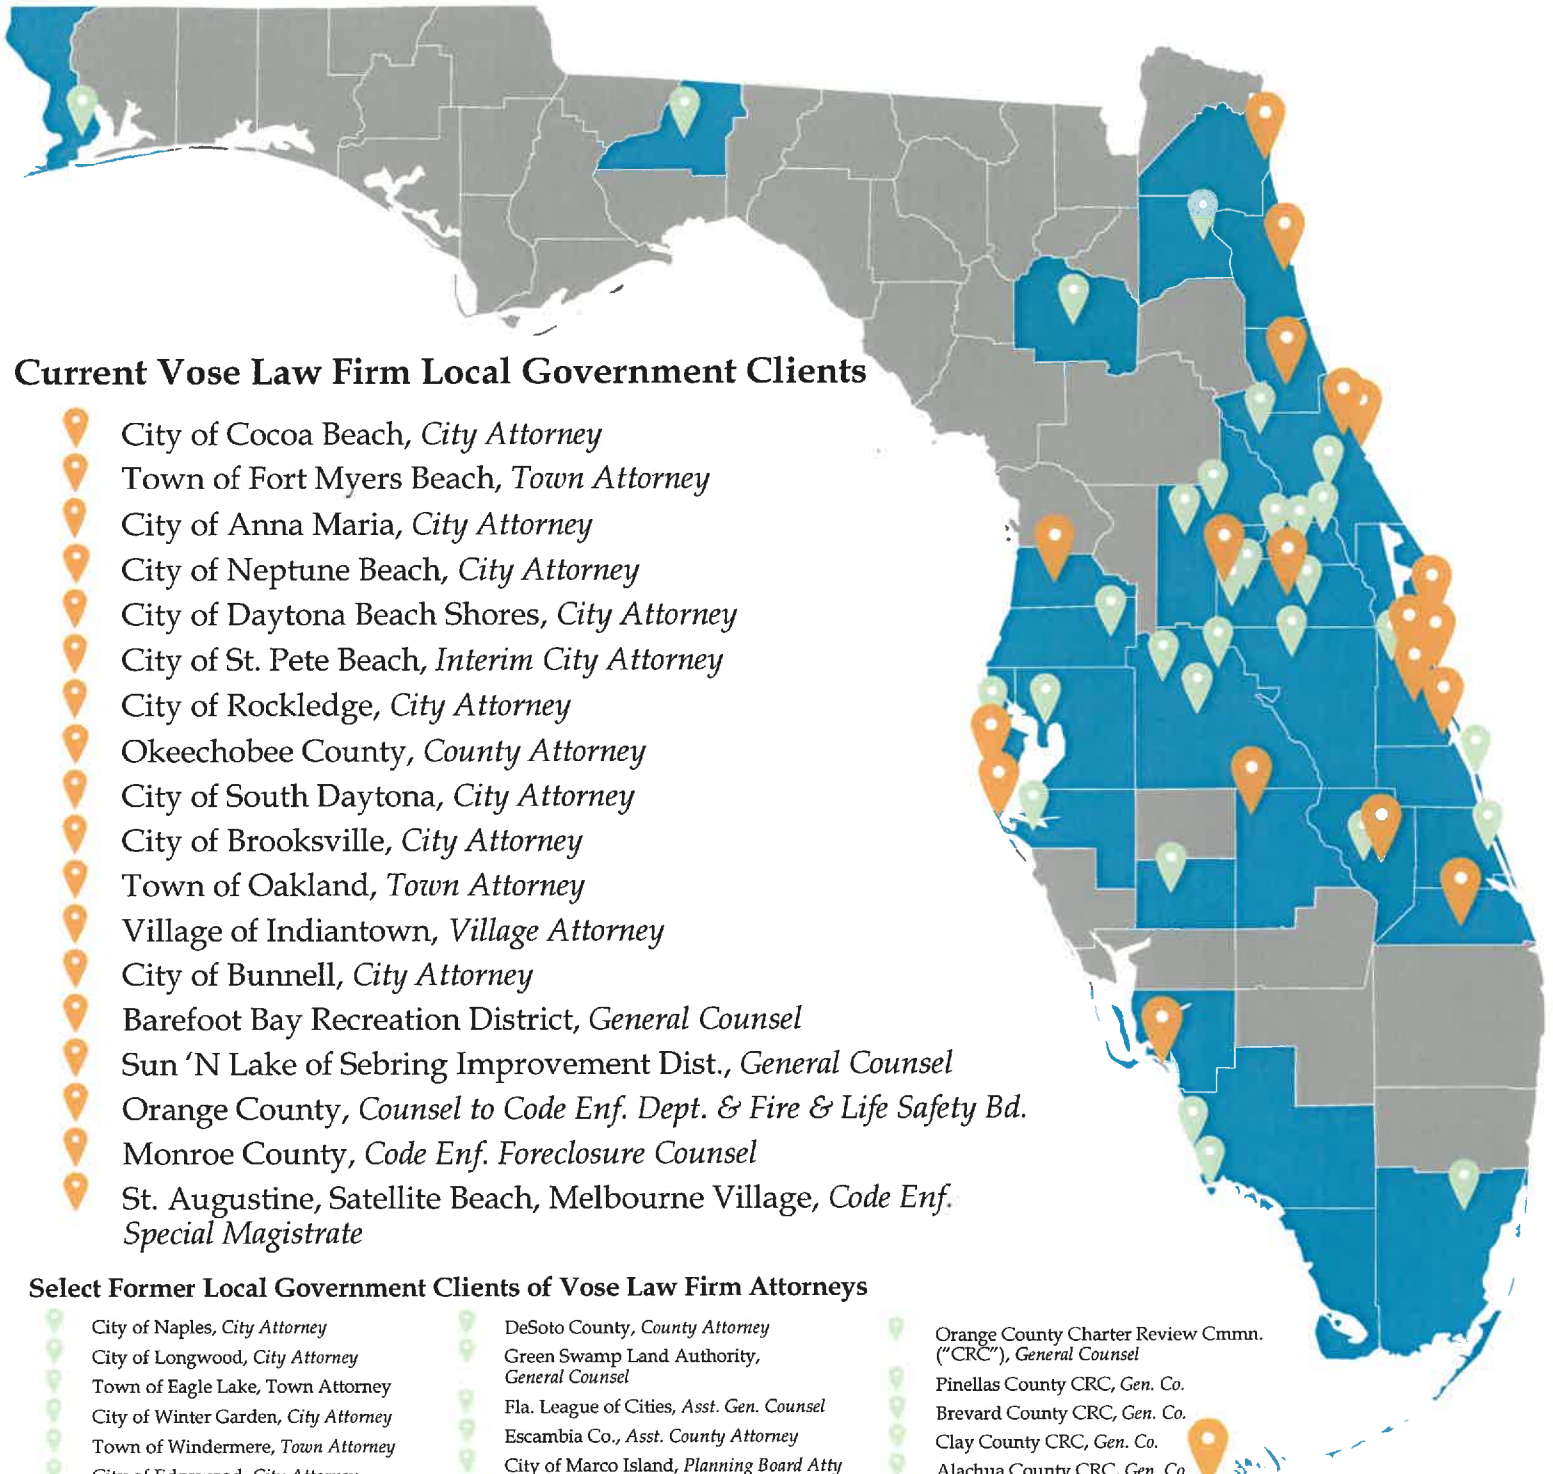 Current Vose Law Firm Local Government Clients
City of Cocoa Beach, City Attorney
Town of Fort Myers Beach, Town Attorney
City of Anna Maria, City Attorney
City of Neptune Beach, City Attorney
City of Daytona Beach Shores, City Attorney
City of St. Pete Beach, Interim City Attorney
City of Rockledge, City Attorney
Okeechobee County, County Attorney
City of South Daytona, City Attorney
City of Brooksville, City Attorney
Town of Oakland, Town Attorney
Village of Indiantown, Village Attorney
City of Bunnell, City Attorney
Barefoot Bay Recreation District, General Counsel
Sun ‘N Lake of Sebring Improvement Dist., General Counsel
Orange County, Counsel to Code Enf. Dept. & Fire & Life Safety Bd.
Monroe County, Code Enf. Foreclosure Counsel
St. Augustine, Satellite Beach, Melbourne Village, Code Enf.
Special Magistrate
Select Former Local Government Clients of Vose Law Firm Attorneys
City of Naples, City Attorney
City of Longwood, City Attorney
Town of Eagle Lake, Town Attorney
City of Winter Garden, City Attorney
Town of Windermere, Town Attorney
City of Edgewood, City Attorney
DeSoto County, County Attorney
Green Swamp Land Authority,
General Counsel
Fla. League of Cities, Asst. Gen. Counsel
Escambia Co., Asst. County Attorney
City of Marco Island, Planning Board Atty
Orange County Charter Review Cmmn.
("CRC"), General Counsel
Pinellas County CRC, Gen. Co.
Brevard County CRC, Gen. Co.
Clay County CRC, Gen. Co.
Alachua County CRC, Gen. Co.